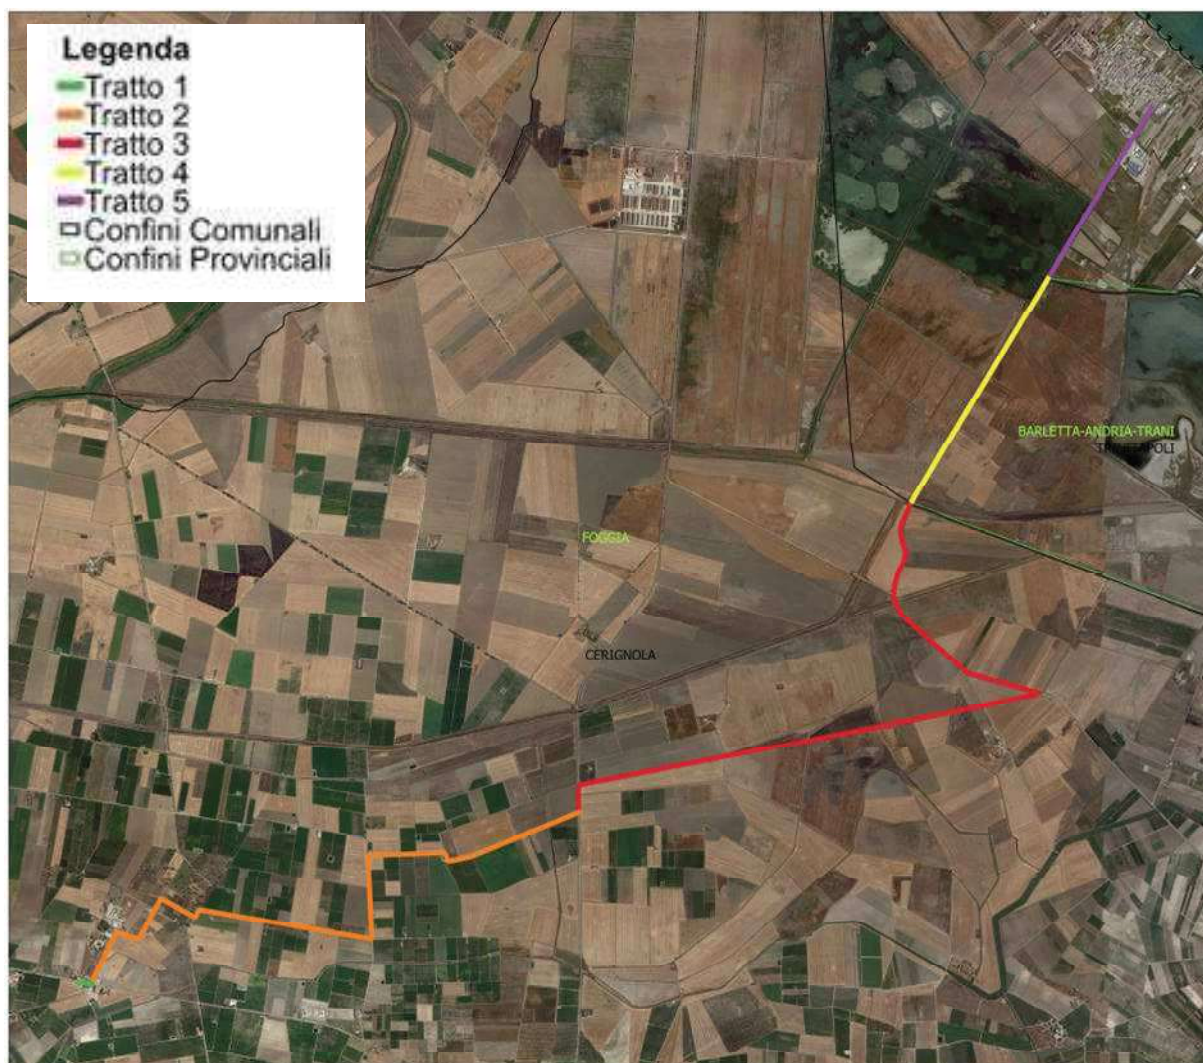 Legenda
Tratto 1
Tratto 2
Tratto 3
Tratto 4
Tratto 5
Confini Comunali
Confini Provinciali
BARLETTA-ANDRIA-TRANI
FOGGIA
CERIGNOLA